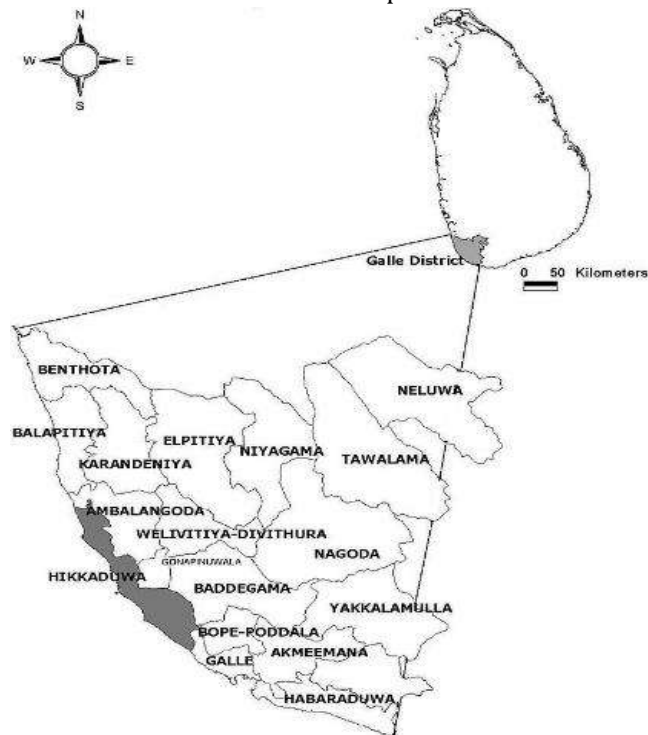 N
W E
S
Galle District
0 50 Kilometers
BENTHOTA
NELUWA
BALAPITIYA
ELPITIYA
NIYAGAMA
TAWALAMA
KARANDENIYA
AMBALANGODA
WELIVITIYA-DIVITHURA
NAGODA
GONAPINUWALA
HIKKADUWA
BADDEGAMA
YAKKALAMULLA
BOPE-PODDALA
AKMEEMANA
GALLE
HABARADUWA